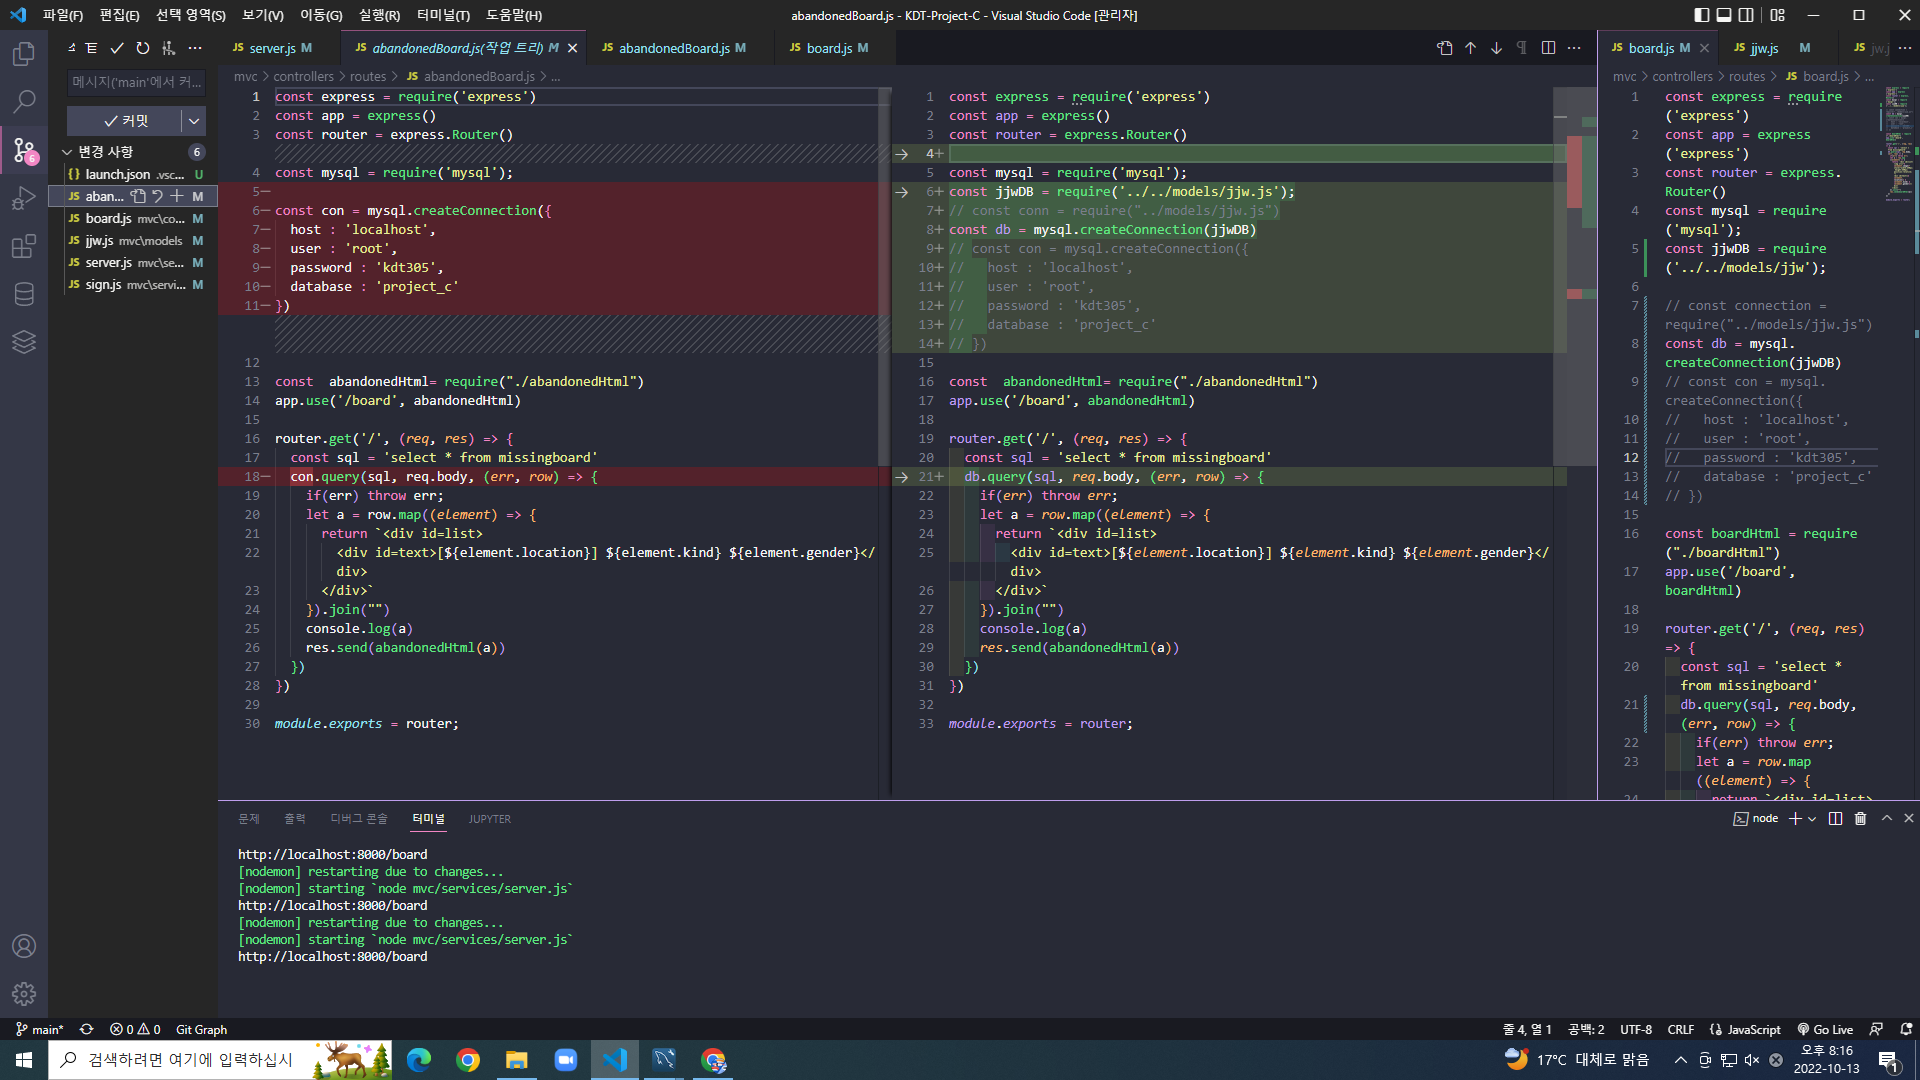 파일(F) 편집(E) 선택 영역(S) 보기(V) 이동(G) 실행(R) 터미널(T) 도움말(H)
abandonedBoard.js - KDT-Project-C - Visual Studio Code [관리자]
메시지('main'에서 커...
커밋
변경 사항 6
launch.json .vsc... U
JS aban... M
JS board.js mvc\co... M
JS jjw.js mvc\models M
JS server.js mvc\se... M
JS sign.js mvc\servi... M
6
JS server.js M
JS abandonedBoard.js(작업 트리) M
JS abandonedBoard.js M
JS board.js M
mvc > controllers > routes > JS abandonedBoard.js > ...
1 const express = require('express')
2 const app = express()
3 const router = express.Router()
4 const mysql = require('mysql');
5
6 const con = mysql.createConnection({
7 host : 'localhost',
8 user : 'root',
9 password : 'kdt305',
10 database : 'project_c'
11 })
12
13 const  abandonedHtml= require("./abandonedHtml")
14 app.use('/board', abandonedHtml)
15
16 router.get('/', (req, res) => {
17 const sql = 'select * from missingboard'
18 con.query(sql, req.body, (err, row) => {
19 if(err) throw err;
20 let a = row.map((element) => {
21 return `<div id=list>
22 <div id=text>[${element.location}] ${element.kind} ${element.gender}</
div>
23 </div>`
24 }).join("")
25 console.log(a)
26 res.send(abandonedHtml(a))
27 })
28 })
29
30 module.exports = router;
1 const express = require('express')
2 const app = express()
3 const router = express.Router()
4+
5 const mysql = require('mysql');
6+ const jjwDB = require('../../models/jjw.js');
7+ // const conn = require("../models/jjw.js")
8+ const db = mysql.createConnection(jjwDB)
9+ // const con = mysql.createConnection({
10+ //   host : 'localhost',
11+ //   user : 'root',
12+ //   password : 'kdt305',
13+ //   database : 'project_c'
14+ // })
15
16 const  abandonedHtml= require("./abandonedHtml")
17 app.use('/board', abandonedHtml)
18
19 router.get('/', (req, res) => {
20 const sql = 'select * from missingboard'
21+ db.query(sql, req.body, (err, row) => {
22 if(err) throw err;
23 let a = row.map((element) => {
24 return `<div id=list>
25 <div id=text>[${element.location}] ${element.kind} ${element.gender}</
div>
26 </div>`
27 }).join("")
28 console.log(a)
29 res.send(abandonedHtml(a))
30 })
31 })
32
33 module.exports = router;
JS board.js M
JS jjw.js M
JS jw.j
mvc > controllers > routes > JS board.js > ...
1 const express = require
('express')
2 const app = express
('express')
3 const router = express.
Router()
4 const mysql = require
('mysql');
5 const jjwDB = require
('../../models/jjw');
6
7 // const connection =
require("../models/jjw.js")
8 const db = mysql.
createConnection(jjwDB)
9 // const con = mysql.
createConnection({
10 //   host : 'localhost',
11 //   user : 'root',
12 //   password : 'kdt305',
13 //   database : 'project_c'
14 // })
15
16 const boardHtml = require
("./boardHtml")
17 app.use('/board',
boardHtml)
18
19 router.get('/', (req, res)
=> {
20 const sql = 'select *
from missingboard'
21 db.query(sql, req.body,
(err, row) => {
22 if(err) throw err;
23 let a = row.map
((element) => {
24 return `<div id=list>
문제 출력 디버그 콘솔 터미널 JUPYTER
node
http://localhost:8000/board
[nodemon] restarting due to changes...
[nodemon] starting `node mvc/services/server.js`
http://localhost:8000/board
[nodemon] restarting due to changes...
[nodemon] starting `node mvc/services/server.js`
http://localhost:8000/board
main* 0 0 Git Graph
줄 4, 열 1 공백: 2 UTF-8 CRLF JavaScript Go Live
검색하려면 여기에 입력하십시
17°C 대체로 맑음
오후 8:16
2022-10-13
1